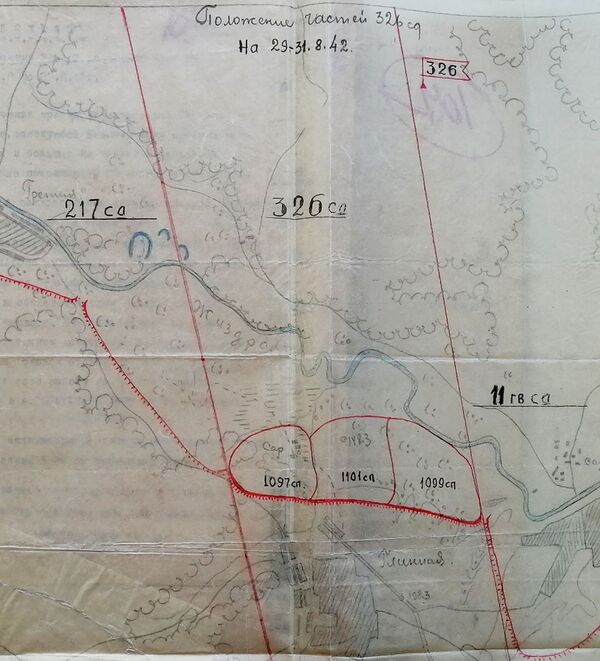 Положение частей 326 сд
На 29-31.8.42.
326
217 сд
326 сд
Жиздра
11 гв сд
Сар
1097 сп.
1101 сп
1099 сп.
Глинная